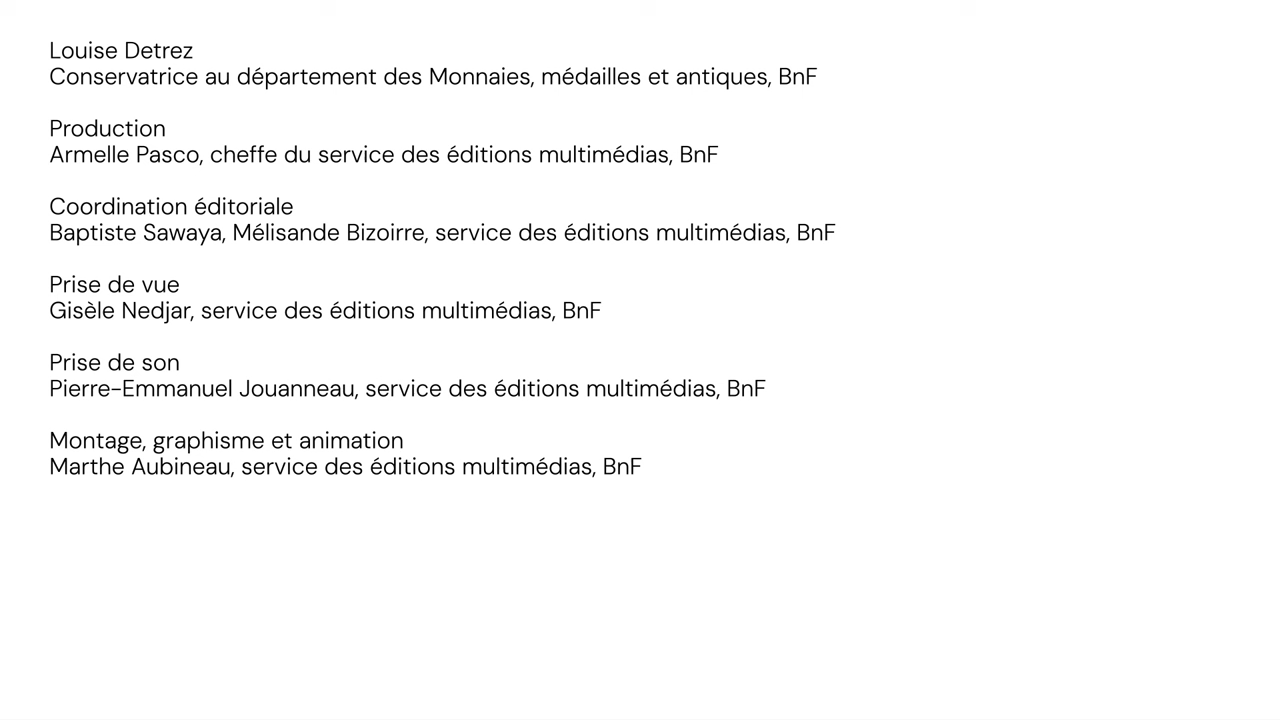 Louise Detrez
Conservatrice au département des Monnaies, médailles et antiques, BnF
Production
Armelle Pasco, cheffe du service des éditions multimédias, BnF
Coordination éditoriale
Baptiste Sawaya, Mélisande Bizoirre, service des éditions multimédias, BnF
Prise de vue
Gisèle Nedjar, service des éditions multimédias, BnF
Prise de son
Pierre-Emmanuel Jouanneau, service des éditions multimédias, BnF
Montage, graphisme et animation
Marthe Aubineau, service des éditions multimédias, BnF